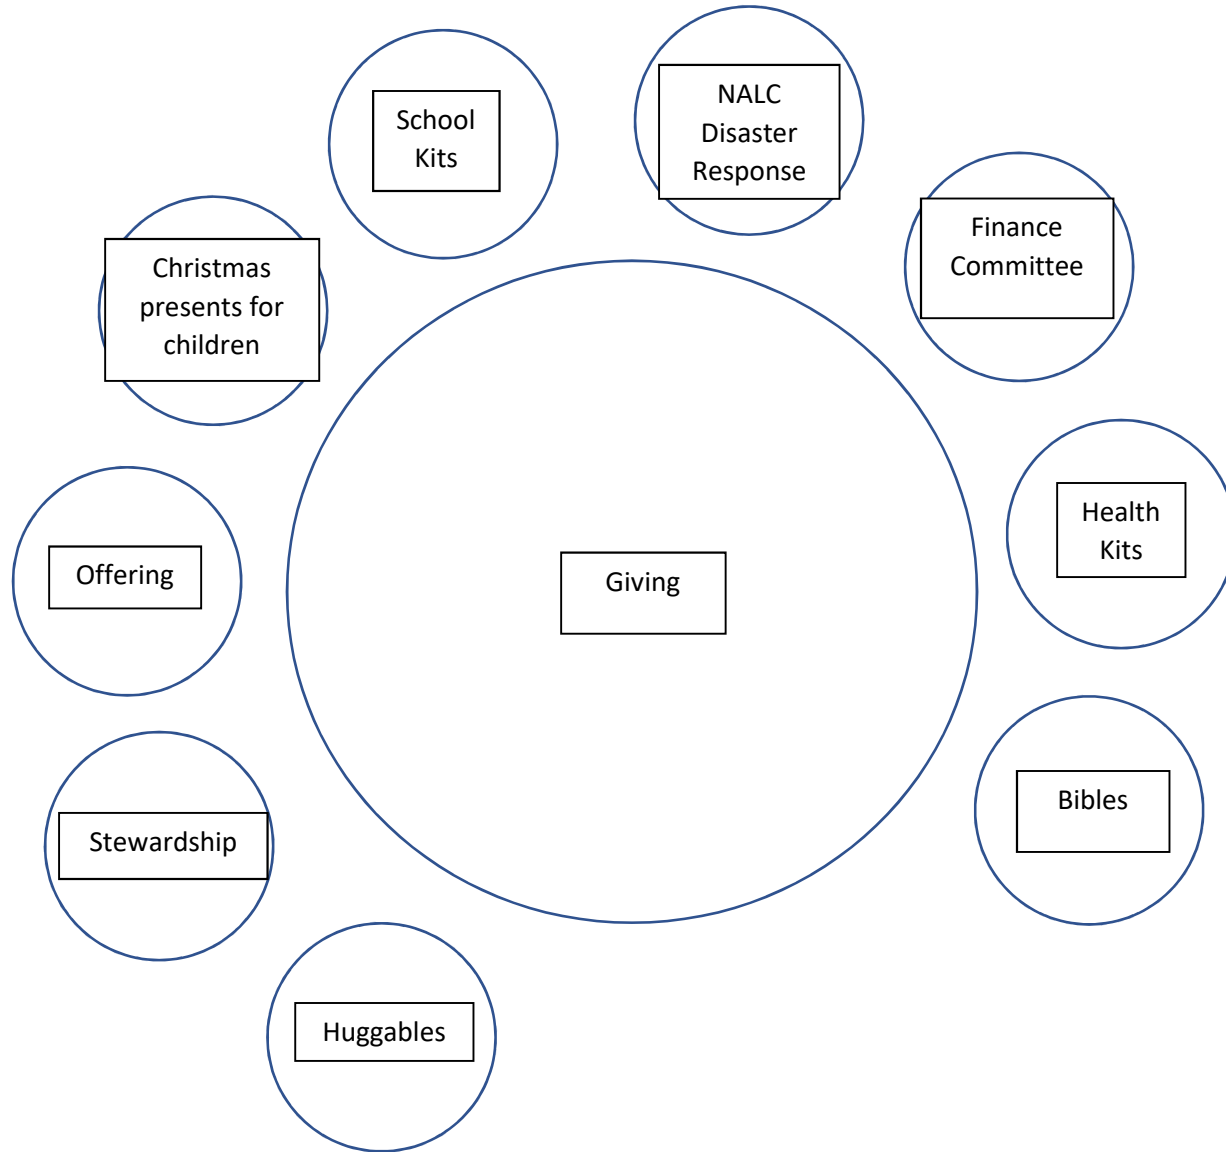 NALC
Disaster
Response
School
Kits
Finance
Committee
Christmas
presents for
children
Health
Kits
Offering
Giving
Bibles
Stewardship
Huggables